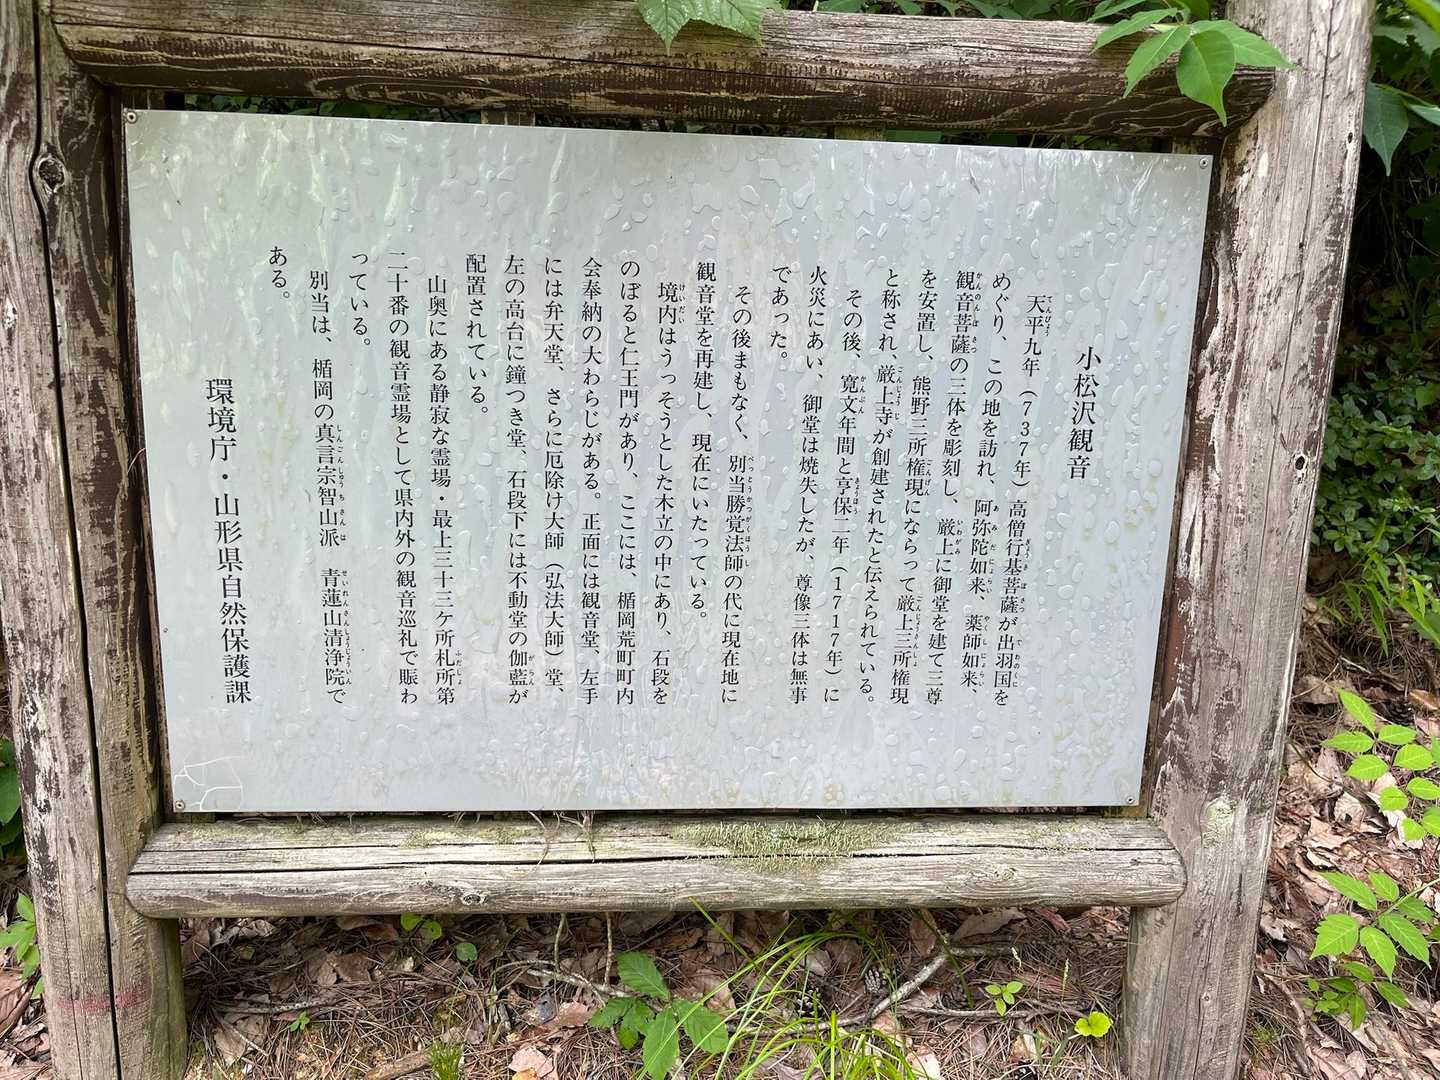 小松沢観音
天平九年（737年）高僧行基菩薩が出羽国を
めぐり、この地を訪れ、阿弥陀如来、薬師如来、
観音菩薩の三体を彫刻し、厳上に御堂を建て三尊
を安置し、熊野三所権現にならって厳上三所権現
と称され、厳上寺が創建されたと伝えられている。
その後、寛文年間と享保二年（1717年）に
火災にあい、御堂は焼失したが、尊像三体は無事
であった。
その後まもなく、別当勝覚法師の代に現在地に
観音堂を再建し、現在にいたっている。
境内はうっそうとした木立の中にあり、石段を
のぼると仁王門があり、ここには、楯岡荒町町内
会奉納の大わらじがある。正面には観音堂、左手
には弁天堂、さらに厄除け大師（弘法大師）堂、
左の高台に鐘つき堂、石段下には不動堂の伽藍が
配置されている。
山奥にある静寂な霊場・最上三十三ヶ所札所第
二十番の観音霊場として県内外の観音巡礼で賑わ
っている。
別当は、楯岡の真言宗智山派　青蓮山清浄院で
ある。
環境庁・山形県自然保護課